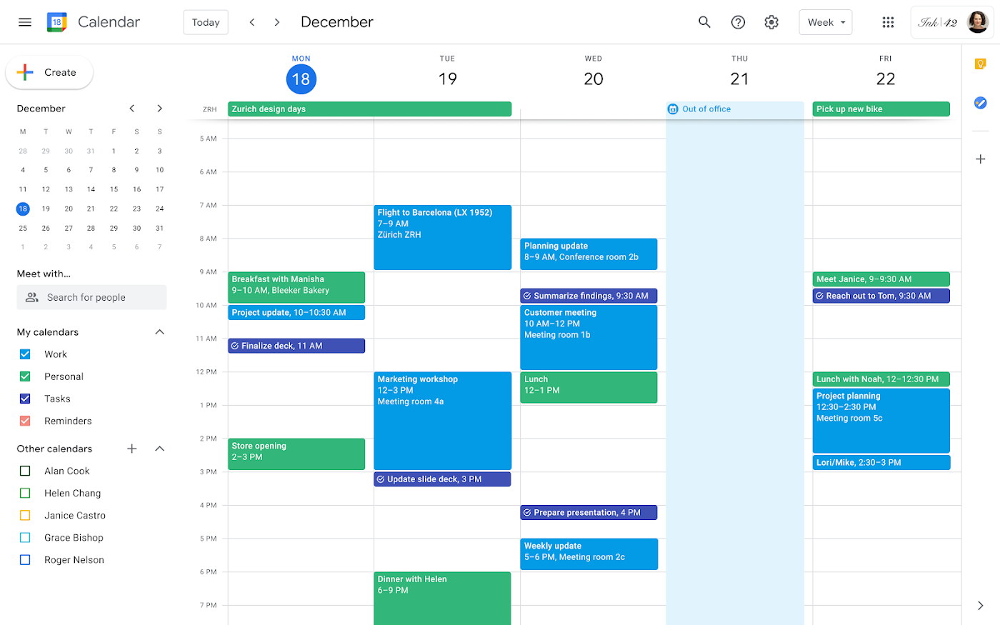 18 Calendar Today December Week Ink|42
Create
December
M T W T F S S
28 29 30 31 1 2 3
4 5 6 7 8 9 10
11 12 13 14 15 16 17
18 19 20 21 22 23 24
25 26 27 28 29 30 31
1 2 3 4 5 6 7
Meet with...
Search for people
My calendars
Work
Personal
Tasks
Reminders
Other calendars
Alan Cook
Helen Chang
Janice Castro
Grace Bishop
Roger Nelson
MON TUE WED THU FRI
18 19 20 21 22
ZRH Zurich design days Out of office Pick up new bike
5 AM
6 AM
7 AM
8 AM
9 AM
10 AM
11 AM
12 PM
1 PM
2 PM
3 PM
4 PM
5 PM
6 PM
7 PM
Breakfast with Manisha
9–10 AM, Bleeker Bakery
Project update, 10–10:30 AM
Finalize deck, 11 AM
Store opening
2–3 PM
Flight to Barcelona (LX 1952)
7–9 AM
Zürich ZRH
Marketing workshop
12–3 PM
Meeting room 4a
Update slide deck, 3 PM
Dinner with Helen
6–9 PM
Planning update
8–9 AM, Conference room 2b
Summarize findings, 9:30 AM
Customer meeting
10 AM–12 PM
Meeting room 1b
Lunch
12–1 PM
Prepare presentation, 4 PM
Weekly update
5–6 PM, Meeting room 2c
Meet Janice, 9–9:30 AM
Reach out to Tom, 9:30 AM
Lunch with Noah, 12–12:30 PM
Project planning
12:30–2:30 PM
Meeting room 5c
Lori/Mike, 2:30–3 PM